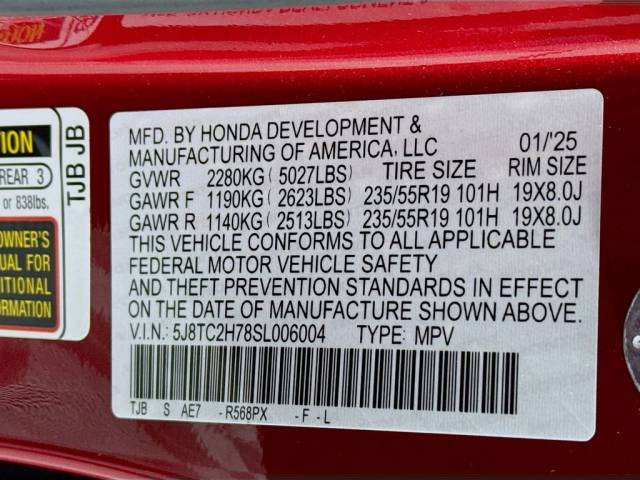 TION
REAR 3
or 838lbs.
OWNER'S
UAL FOR
ITIONAL
ORMATION
TJB JB
MFD. BY HONDA DEVELOPMENT &
MANUFACTURING OF AMERICA, LLC 01/'25
GVWR 2280KG( 5027LBS) TIRE SIZE RIM SIZE
GAWR F 1190KG( 2623LBS) 235/55R19 101H 19X8.0J
GAWR R 1140KG( 2513LBS) 235/55R19 101H 19X8.0J
THIS VEHICLE CONFORMS TO ALL APPLICABLE
FEDERAL MOTOR VEHICLE SAFETY
AND THEFT PREVENTION STANDARDS IN EFFECT
ON THE DATE OF MANUFACTURE SHOWN ABOVE.
V.I.N.: 5J8TC2H78SL006004 TYPE: MPV
TJB S AE7 -R568PX -F-L